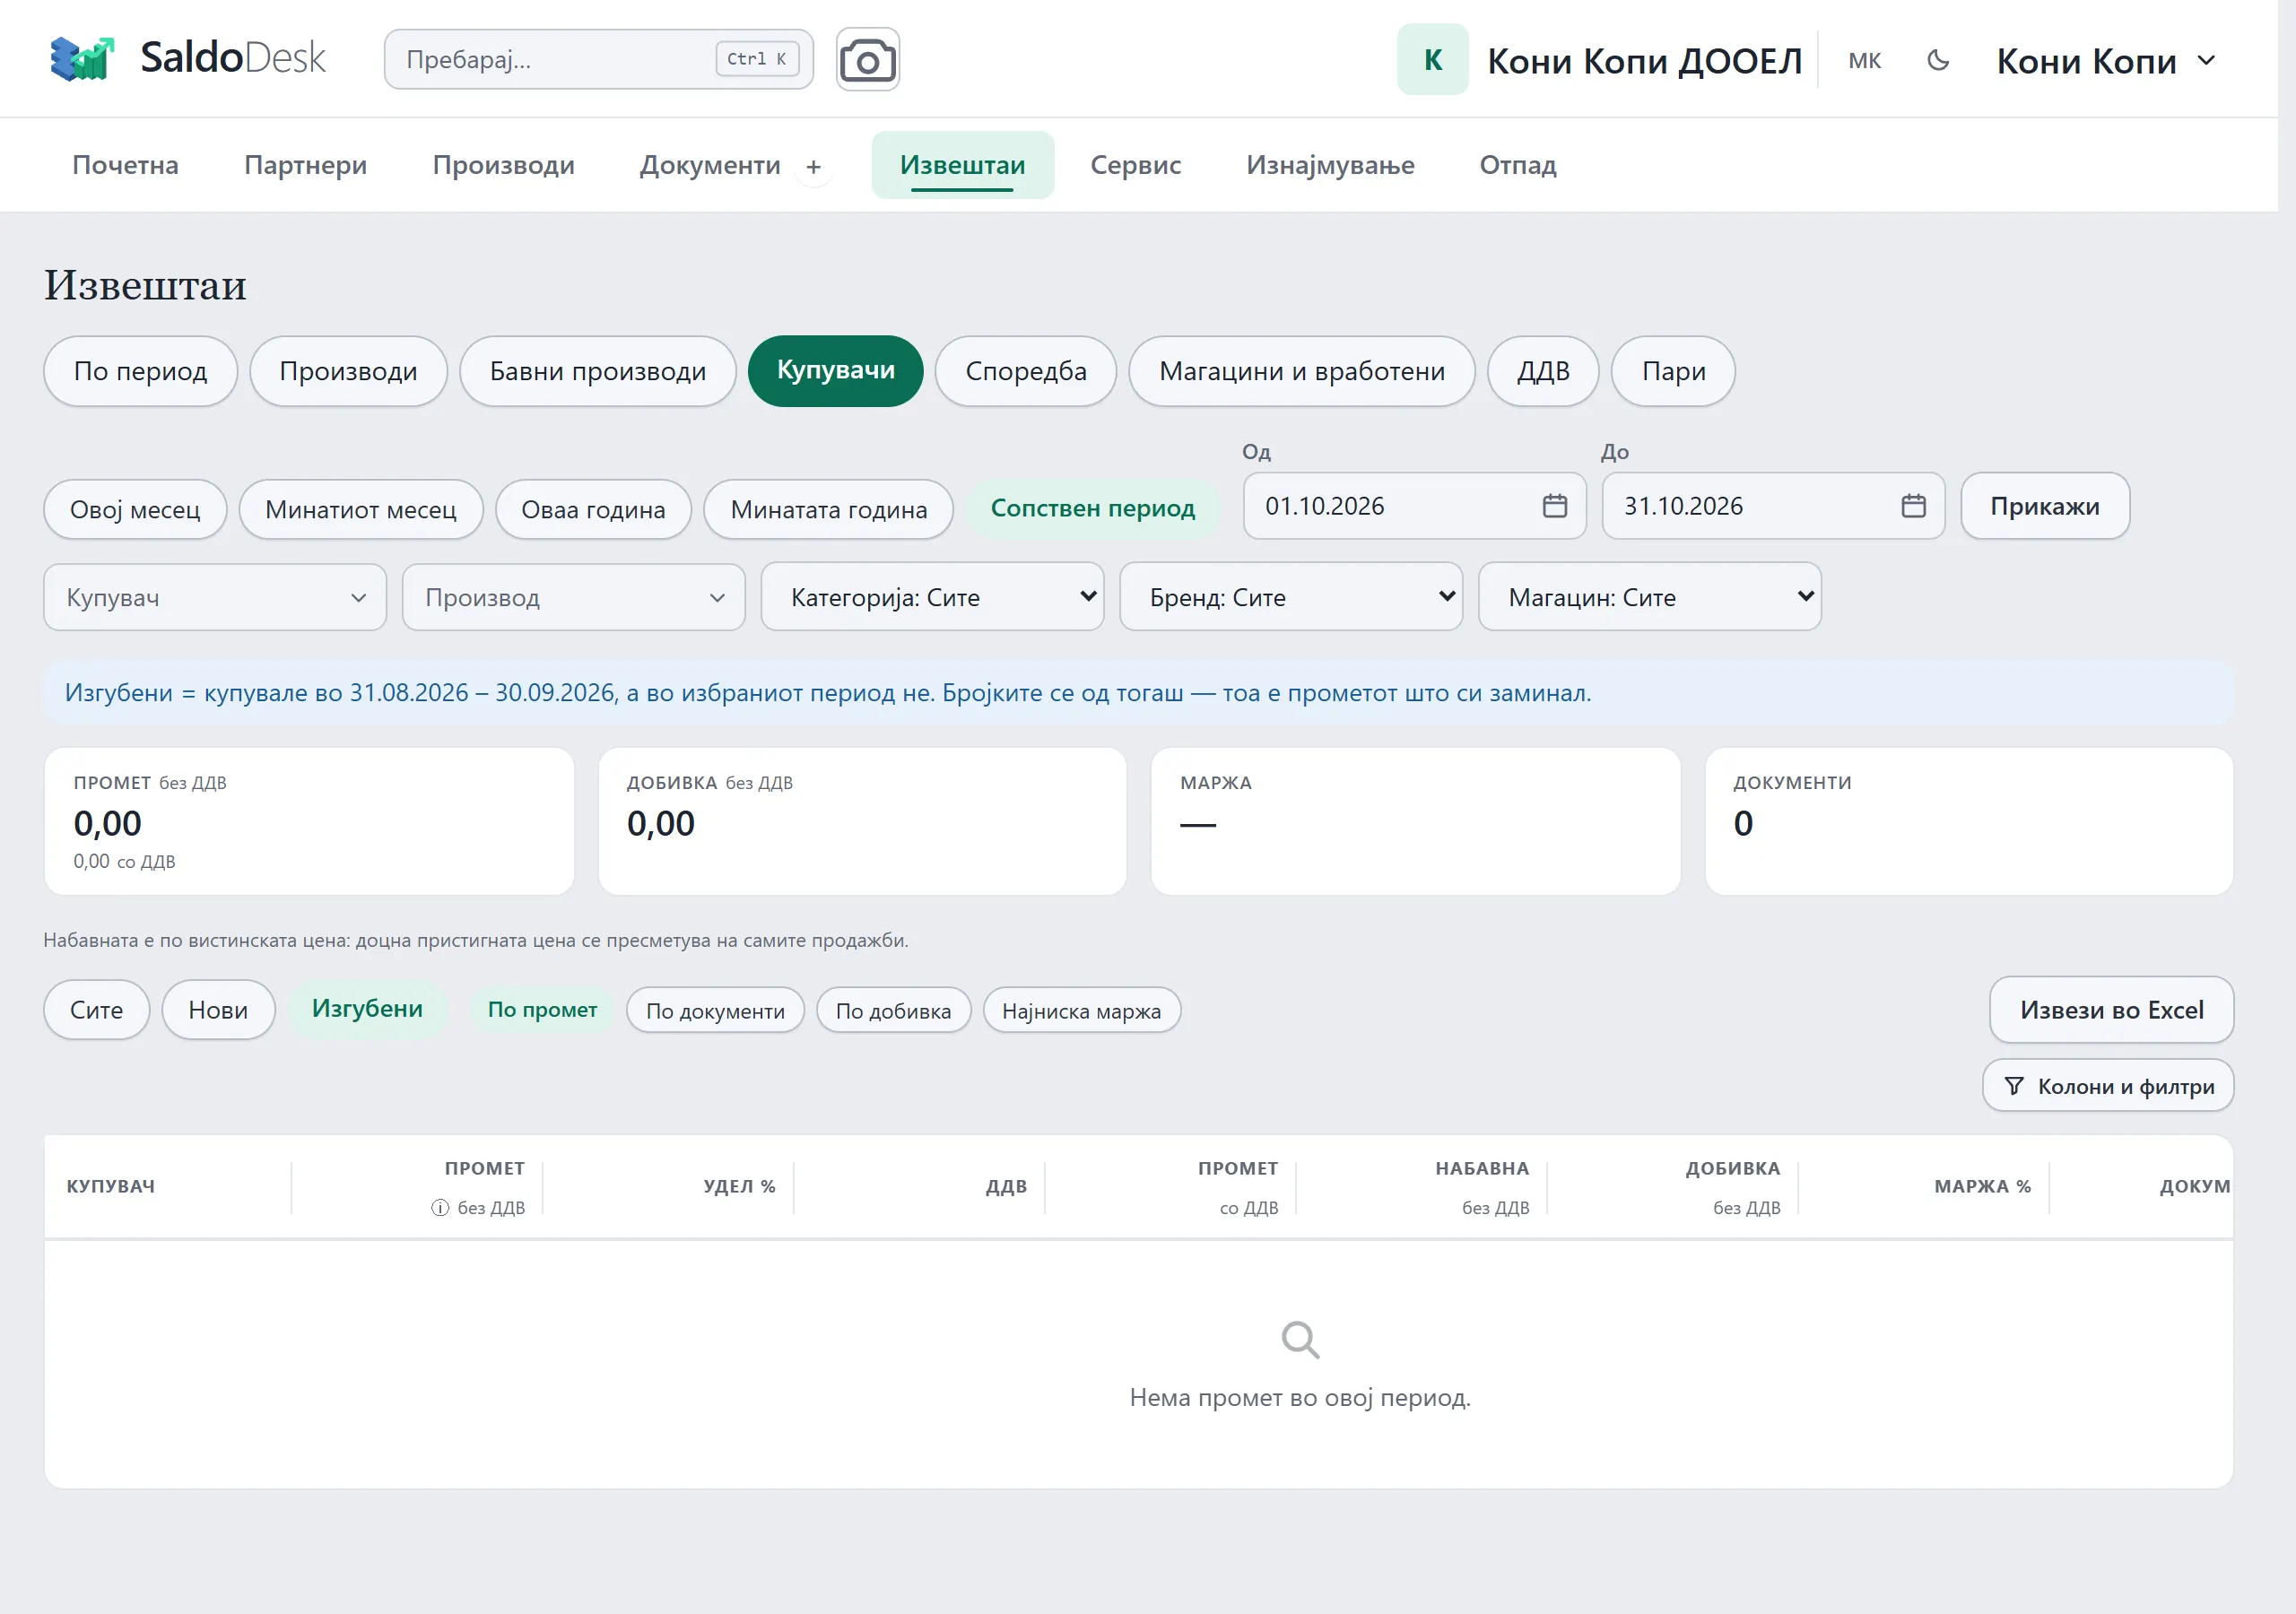 SaldoDesk
Пребарај... Ctrl K
K Кони Копи ДООЕЛ МК Кони Копи
Почетна Партнери Производи Документи + Извештаи Сервис Изнајмување Отпад
Извештаи
По период Производи Бавни производи Купувачи Споредба Магацини и вработени ДДВ Пари
Од До
Овој месец Минатиот месец Оваа година Минатата година Сопствен период 01.10.2026 31.10.2026 Прикажи
Купувач Производ Категорија: Сите Бренд: Сите Магацин: Сите
Изгубени = купувале во 31.08.2026 – 30.09.2026, а во избраниот период не. Бројките се од тогаш — тоа е прометот што си заминал.
ПРОМЕТ без ДДВ ДОБИВКА без ДДВ МАРЖА ДОКУМЕНТИ
0,00 0,00 — 0
0,00 со ДДВ
Набавната е по вистинската цена: доцна пристигната цена се пресметува на самите продажби.
Сите Нови Изгубени По промет По документи По добивка Најниска маржа Извези во Excel
Колони и филтри
КУПУВАЧ ПРОМЕТ УДЕЛ % ДДВ ПРОМЕТ НАБАВНА ДОБИВКА МАРЖА % ДОКУМ
без ДДВ со ДДВ без ДДВ без ДДВ
Нема промет во овој период.